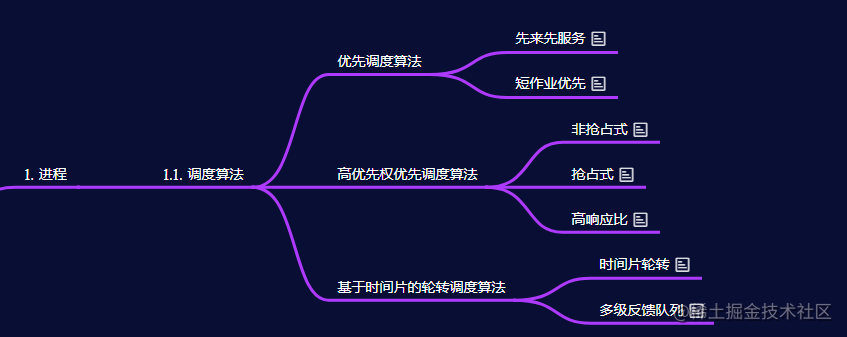 1. 进程
1.1. 调度算法
优先调度算法
先来先服务
短作业优先
高优先权优先调度算法
非抢占式
抢占式
高响应比
基于时间片的轮转调度算法
时间片轮转
多级反馈队列
@稀土掘金技术社区